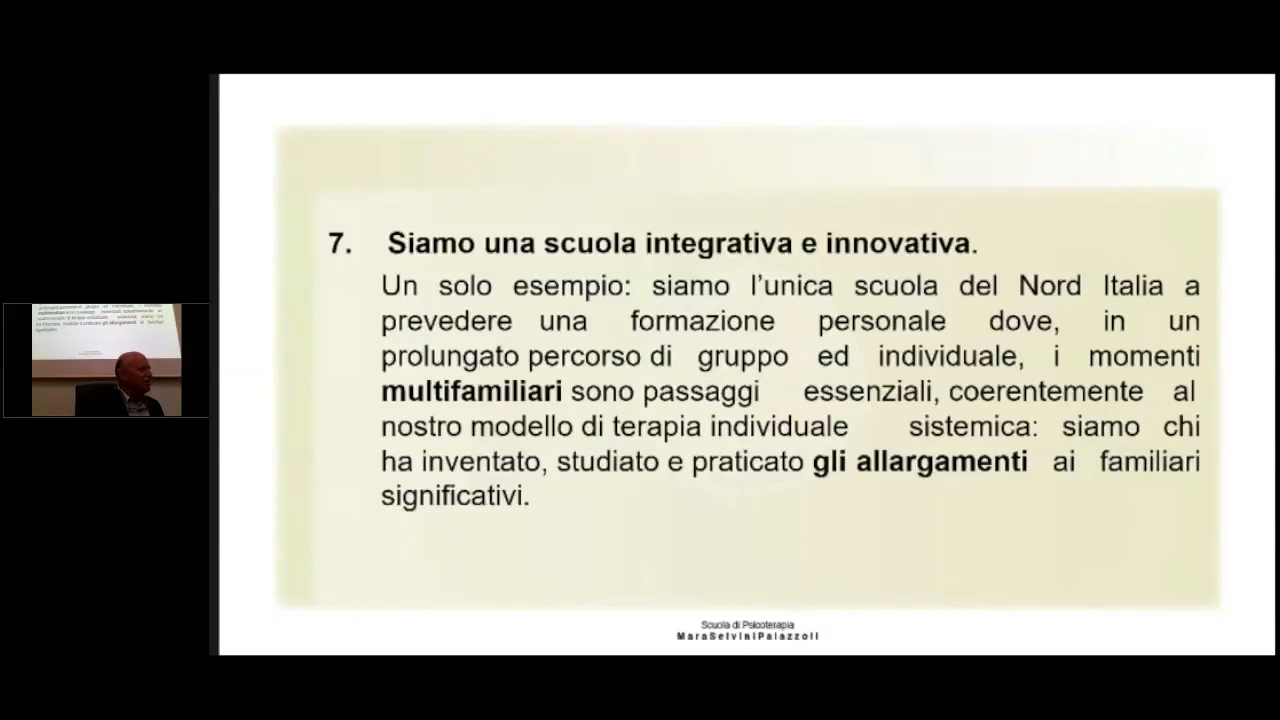 7. Siamo una scuola integrativa e innovativa.
Un solo esempio: siamo l'unica scuola del Nord Italia a
prevedere una formazione personale dove, in un
prolungato percorso di gruppo ed individuale, i momenti
multifamiliari sono passaggi essenziali, coerentemente al
nostro modello di terapia individuale sistemica: siamo chi
ha inventato, studiato e praticato gli allargamenti ai familiari
significativi.
Scuola di Psicoterapia
MaraSelviniPalazzoli